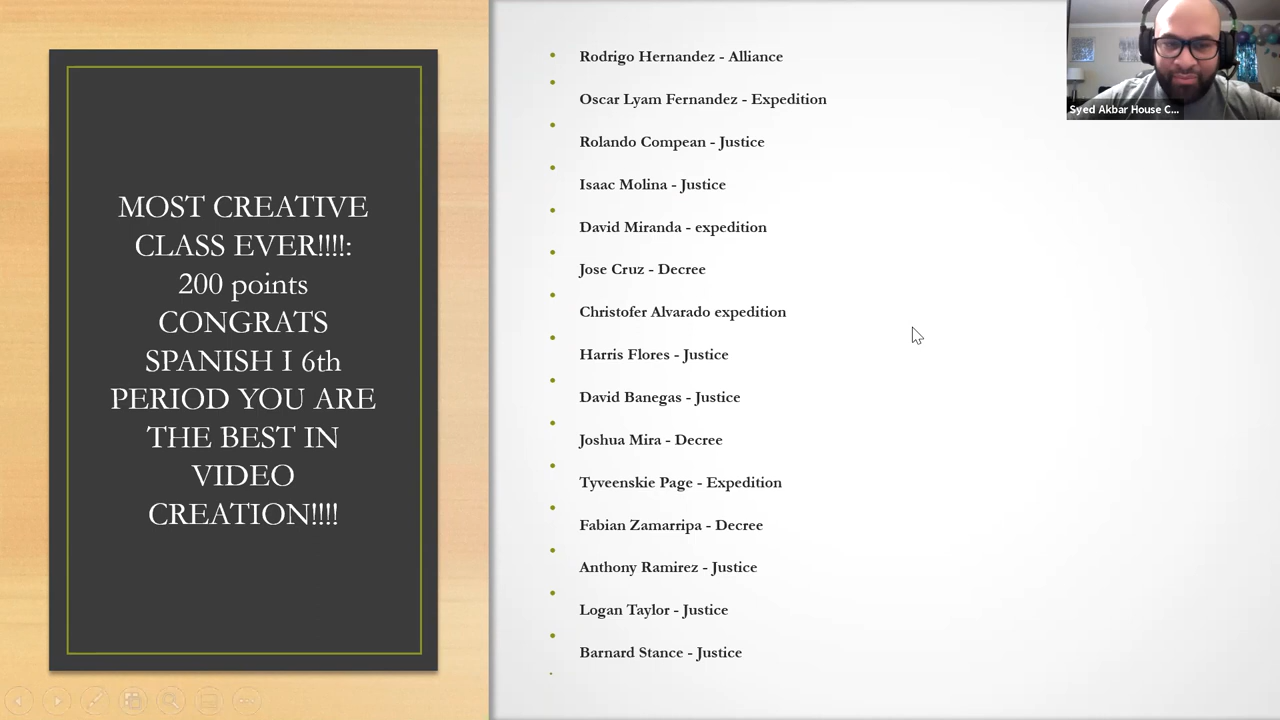 MOST CREATIVE
CLASS EVER!!!!:
200 points
CONGRATS
SPANISH I 6th
PERIOD YOU ARE
THE BEST IN
VIDEO
CREATION!!!!
Rodrigo Hernandez - Alliance
Oscar Lyam Fernandez - Expedition
Rolando Compean - Justice
Isaac Molina - Justice
David Miranda - expedition
Jose Cruz - Decree
Christofer Alvarado expedition
Harris Flores - Justice
David Banegas - Justice
Joshua Mira - Decree
Tyveenskie Page - Expedition
Fabian Zamarripa - Decree
Anthony Ramirez - Justice
Logan Taylor - Justice
Barnard Stance - Justice
Syed Akbar House C...